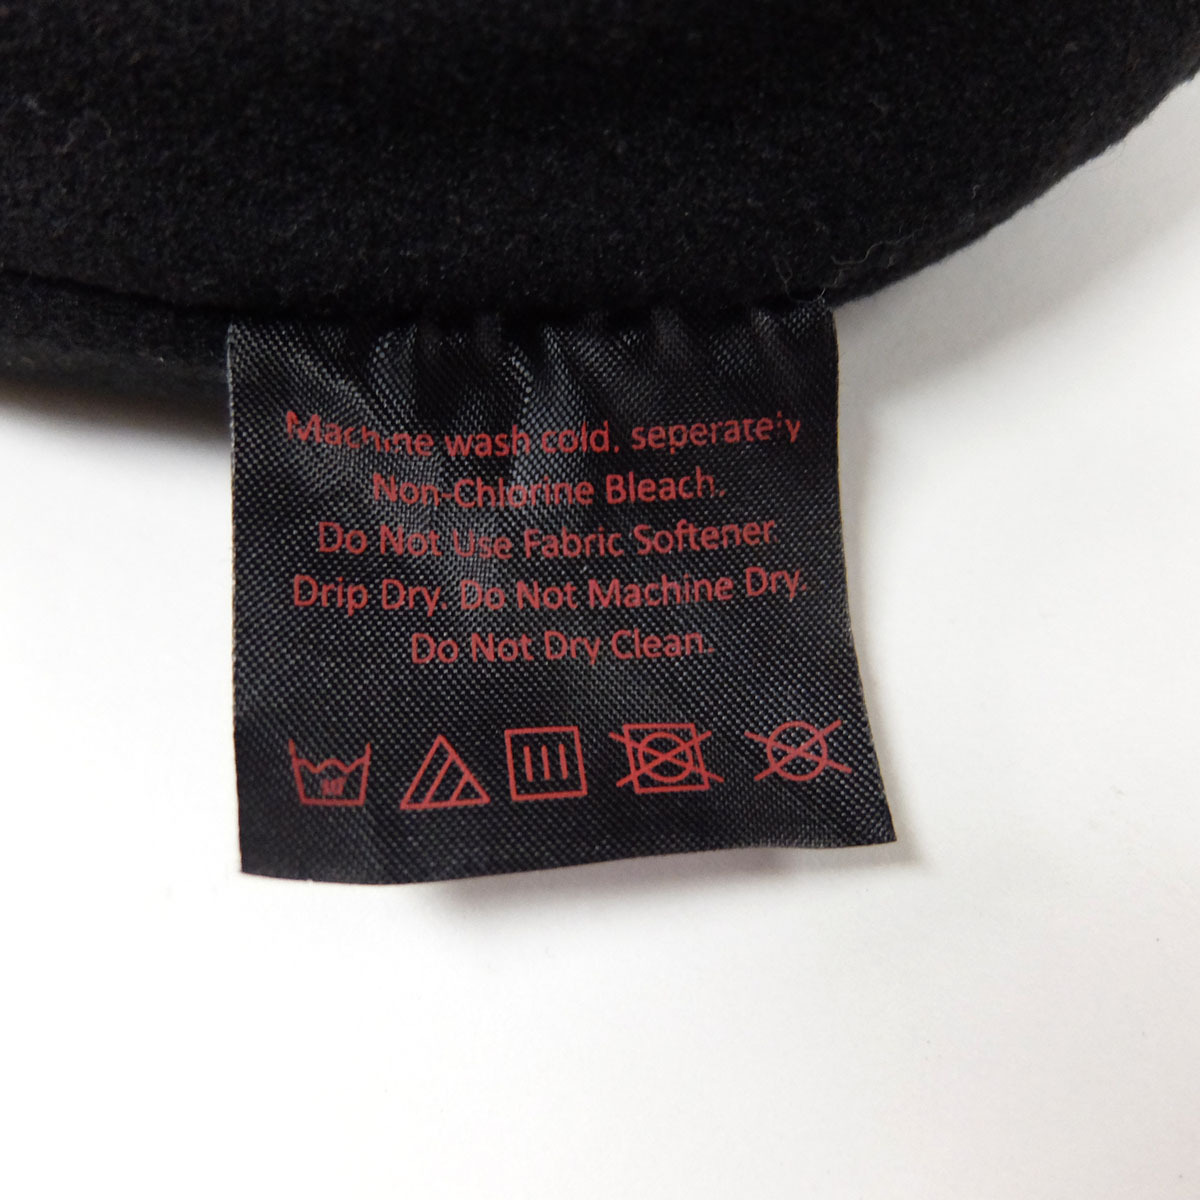 Machine wash cold, seperately
Non-Chlorine Bleach.
Do Not Use Fabric Softener.
Drip Dry. Do Not Machine Dry.
Do Not Dry Clean.